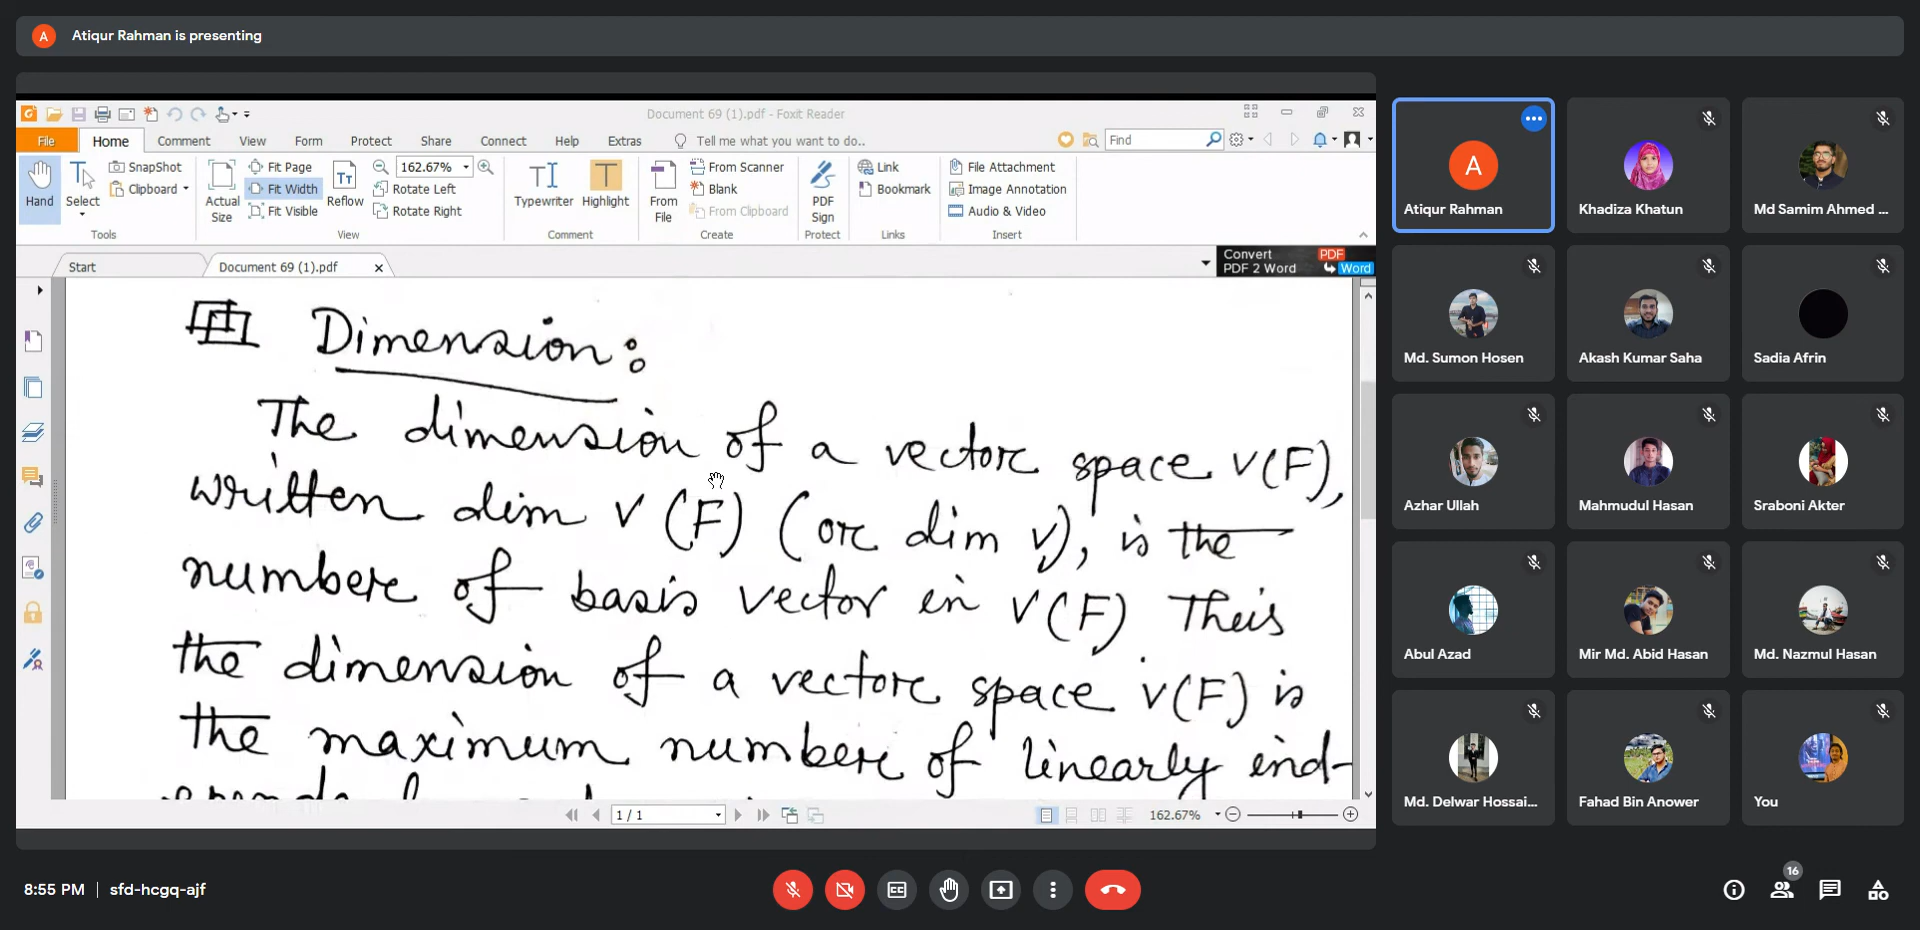 A Atiqur Rahman is presenting
Document 69 (1).pdf - Foxit Reader
File Home Comment View Form Protect Share Connect Help Extras Tell me what you want to do.. Find
Hand
Select
SnapShot
Clipboard
Tools
Actual Size
Fit Page
Fit Width
Fit Visible
Reflow
162.67%
Rotate Left
Rotate Right
View
Typewriter
Highlight
Comment
From File
From Scanner
Blank
From Clipboard
Create
PDF Sign
Protect
Link
Bookmark
Links
File Attachment
Image Annotation
Audio & Video
Insert
Start
Document 69 (1).pdf
Convert PDF
PDF 2 Word Word
Dimension:
The dimension of a vector space V(F),
written dim V (F) (or dim V), is the
number of basis vector in V(F) Theis
the dimension of a vector space V(F) is
the maximum number of linearly ind-
1 / 1
162.67%
A
Atiqur Rahman
Khadiza Khatun
Md Samim Ahmed ...
Md. Sumon Hosen
Akash Kumar Saha
Sadia Afrin
Azhar Ullah
Mahmudul Hasan
Sraboni Akter
Abul Azad
Mir Md. Abid Hasan
Md. Nazmul Hasan
Md. Delwar Hossai...
Fahad Bin Anower
You
8:55 PM | sfd-hcgq-ajf
16